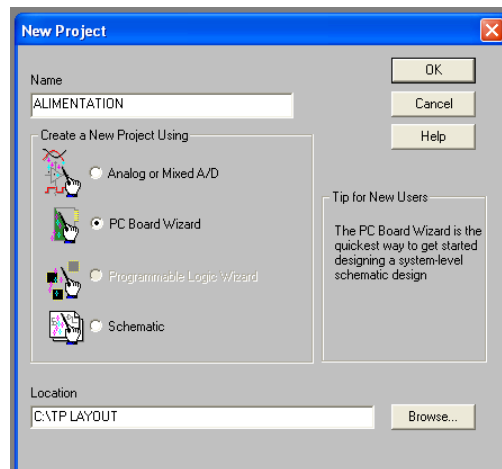 New Project
Name
ALIMENTATION
OK
Cancel
Help
Create a New Project Using
Analog or Mixed A/D
PC Board Wizard
Programmable Logic Wizard
Schematic
Tip for New Users
The PC Board Wizard is the
quickest way to get started
designing a system-level
schematic design
Location
C:\TP LAYOUT
Browse...